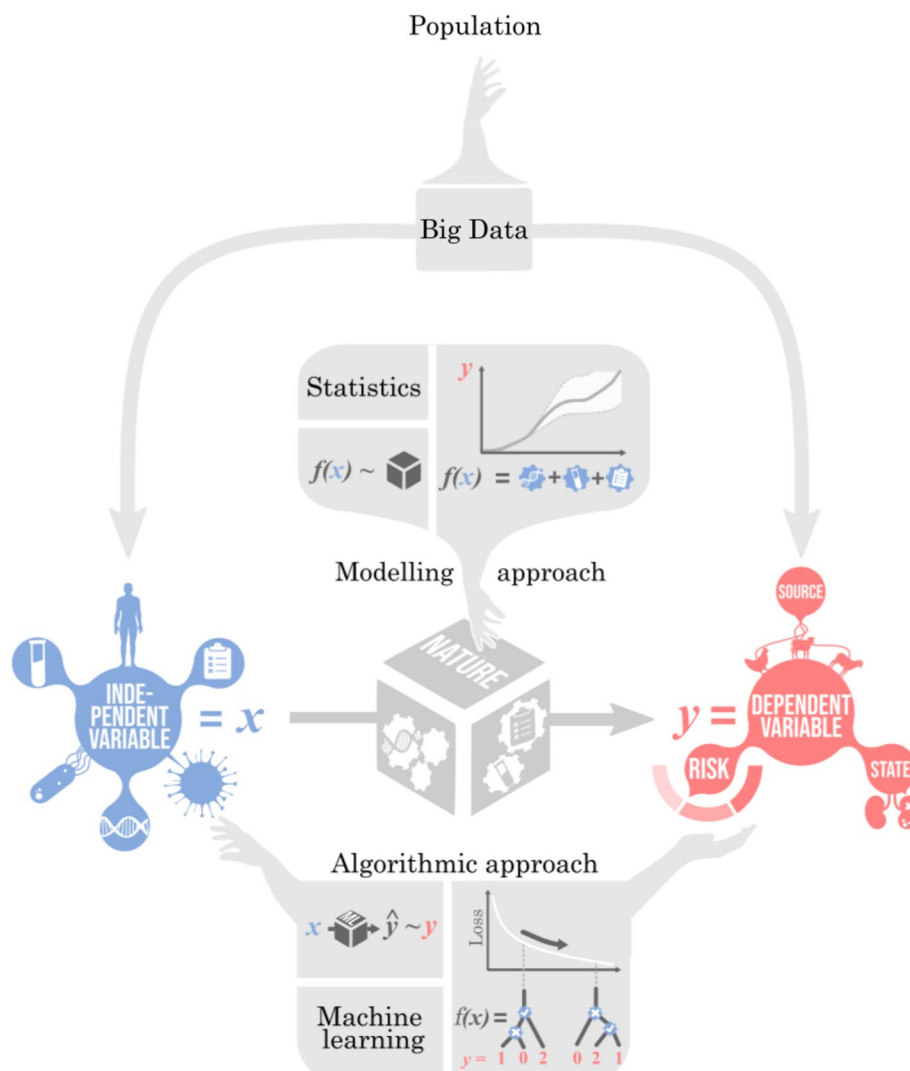 Population
Big Data
Statistics
y
f(x) ~
f(x) = + +
Modelling approach
NATURE
INDE-
PENDENT
VARIABLE
= x
SOURCE
y =
DEPENDENT
VARIABLE
RISK
STATE
Algorithmic approach
x ML ŷ ~ y
Loss
Machine
learning
f(x) =
y = 1 0 2 0 2 1